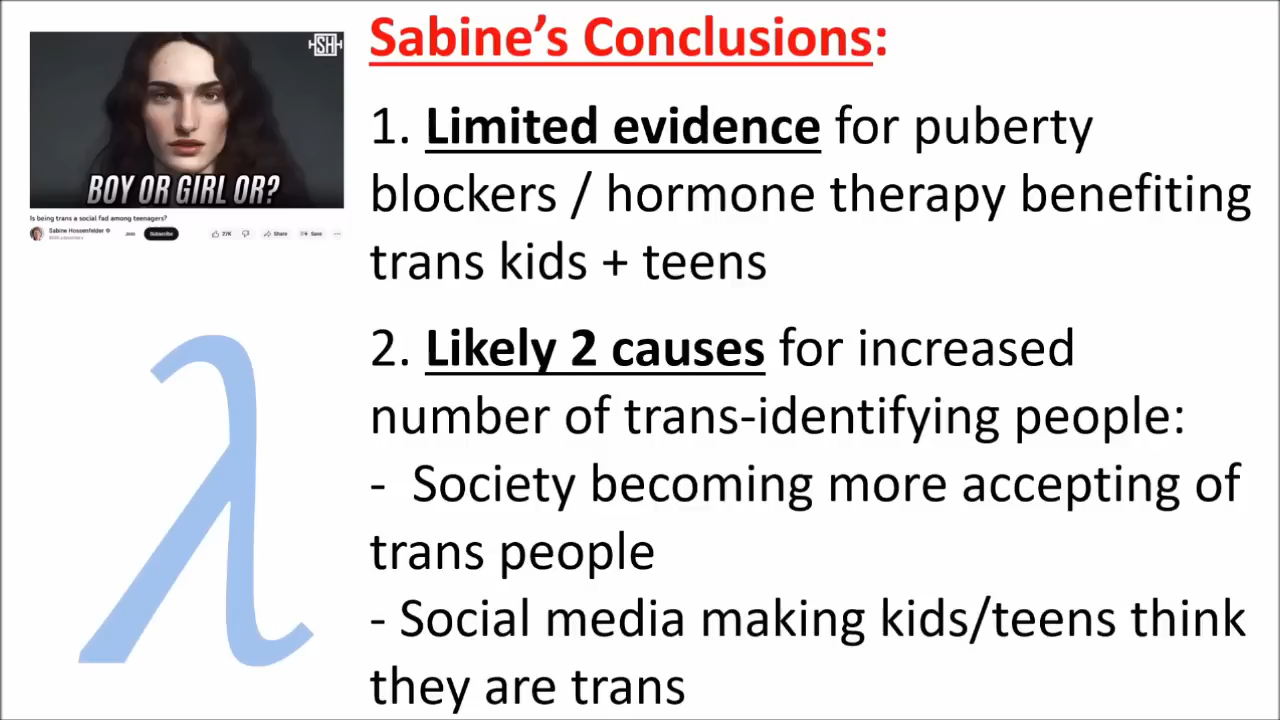 Sabine’s Conclusions:
SH
BOY OR GIRL OR?
Is being trans a social fad among teenagers?
Sabine Hossenfelder
Join
Subscribe
27K
Share
Save
1. Limited evidence for puberty
blockers / hormone therapy benefiting
trans kids + teens
2. Likely 2 causes for increased
number of trans-identifying people:
- Society becoming more accepting of
trans people
- Social media making kids/teens think
they are trans
λ